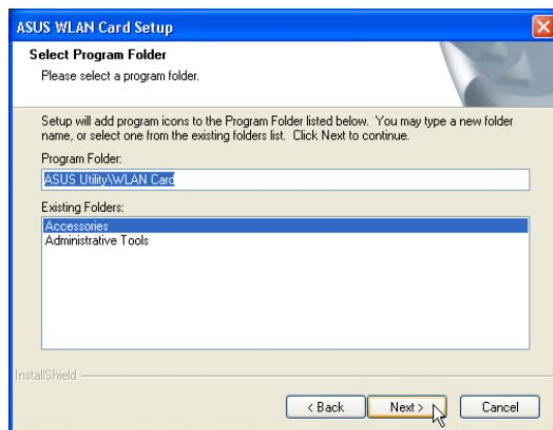 ASUS WLAN Card Setup
Select Program Folder
Please select a program folder.
Setup will add program icons to the Program Folder listed below. You may type a new folder
name, or select one from the existing folders list. Click Next to continue.
Program Folder:
ASUS Utility\WLAN Card
Existing Folders:
Accessories
Administrative Tools
InstallShield
< Back Next > Cancel